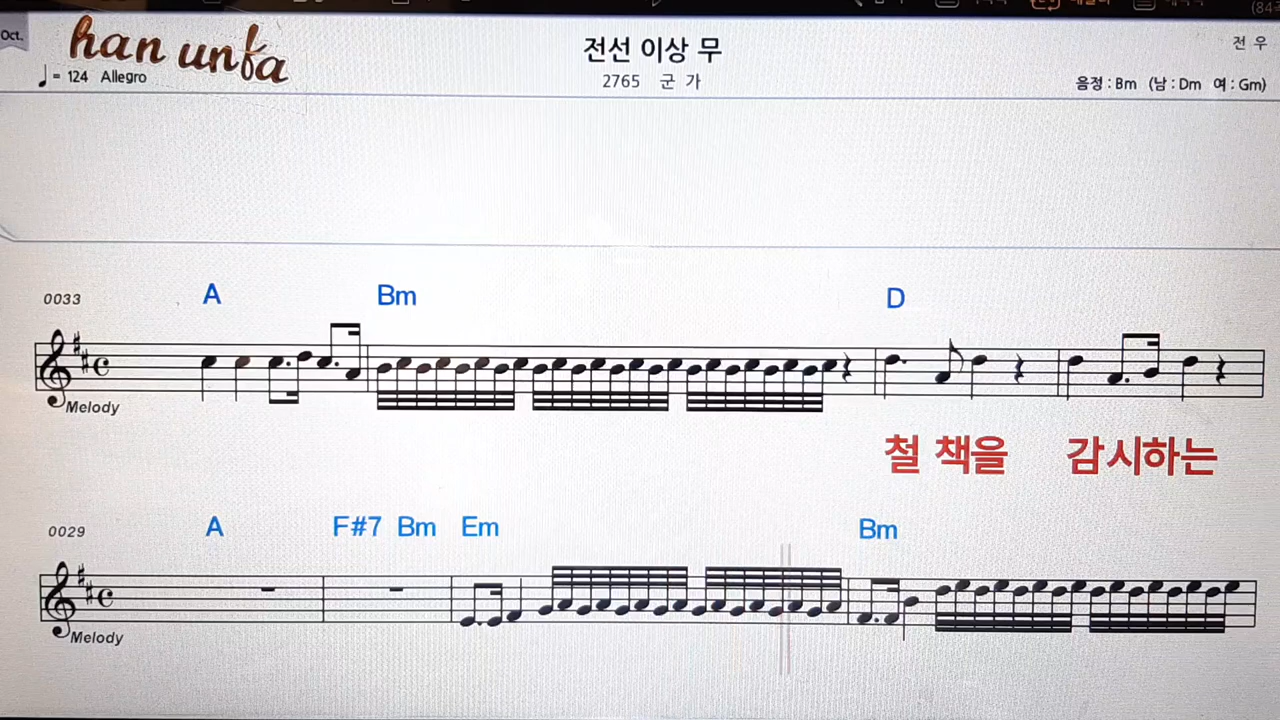 Oct.
han unfa
전선 이상 무
전 우
♩= 124 Allegro
2765 군 가
음정 : Bm (남 : Dm 여 : Gm)
0033
A Bm D
Melody
철 책을 감시하는
0029
A F#7 Bm Em Bm
Melody